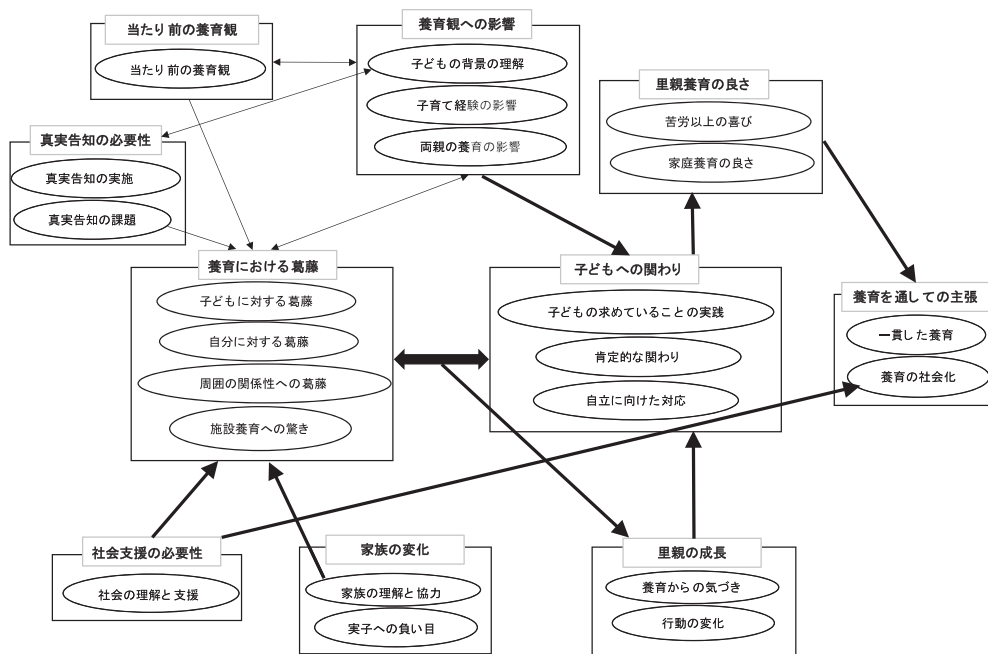 当たり前の養育観
当たり前の養育観
養育観への影響
子どもの背景の理解
子育て経験の影響
両親の養育の影響
里親養育の良さ
苦労以上の喜び
家庭養育の良さ
真実告知の必要性
真実告知の実施
真実告知の課題
養育における葛藤
子どもに対する葛藤
自分に対する葛藤
周囲の関係性への葛藤
施設養育への驚き
子どもへの関わり
子どもの求めていることの実践
肯定的な関わり
自立に向けた対応
養育を通しての主張
一貫した養育
養育の社会化
社会支援の必要性
社会の理解と支援
家族の変化
家族の理解と協力
実子への負い目
里親の成長
養育からの気づき
行動の変化